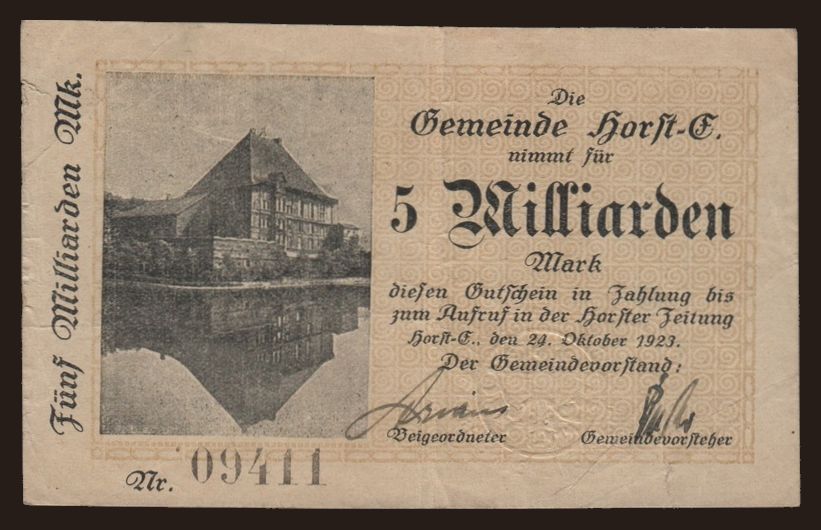 Fünf Milliarden Mk.
Die
Gemeinde Horst-E.
nimmt für
5 Milliarden
Mark
diesen Gutschein in Zahlung bis
zum Aufruf in der Horster Zeitung
Horst-E., den 24. Oktober 1923.
Der Gemeindevorstand:
Beigeordneter Gemeindevorsteher
Nr. 09411